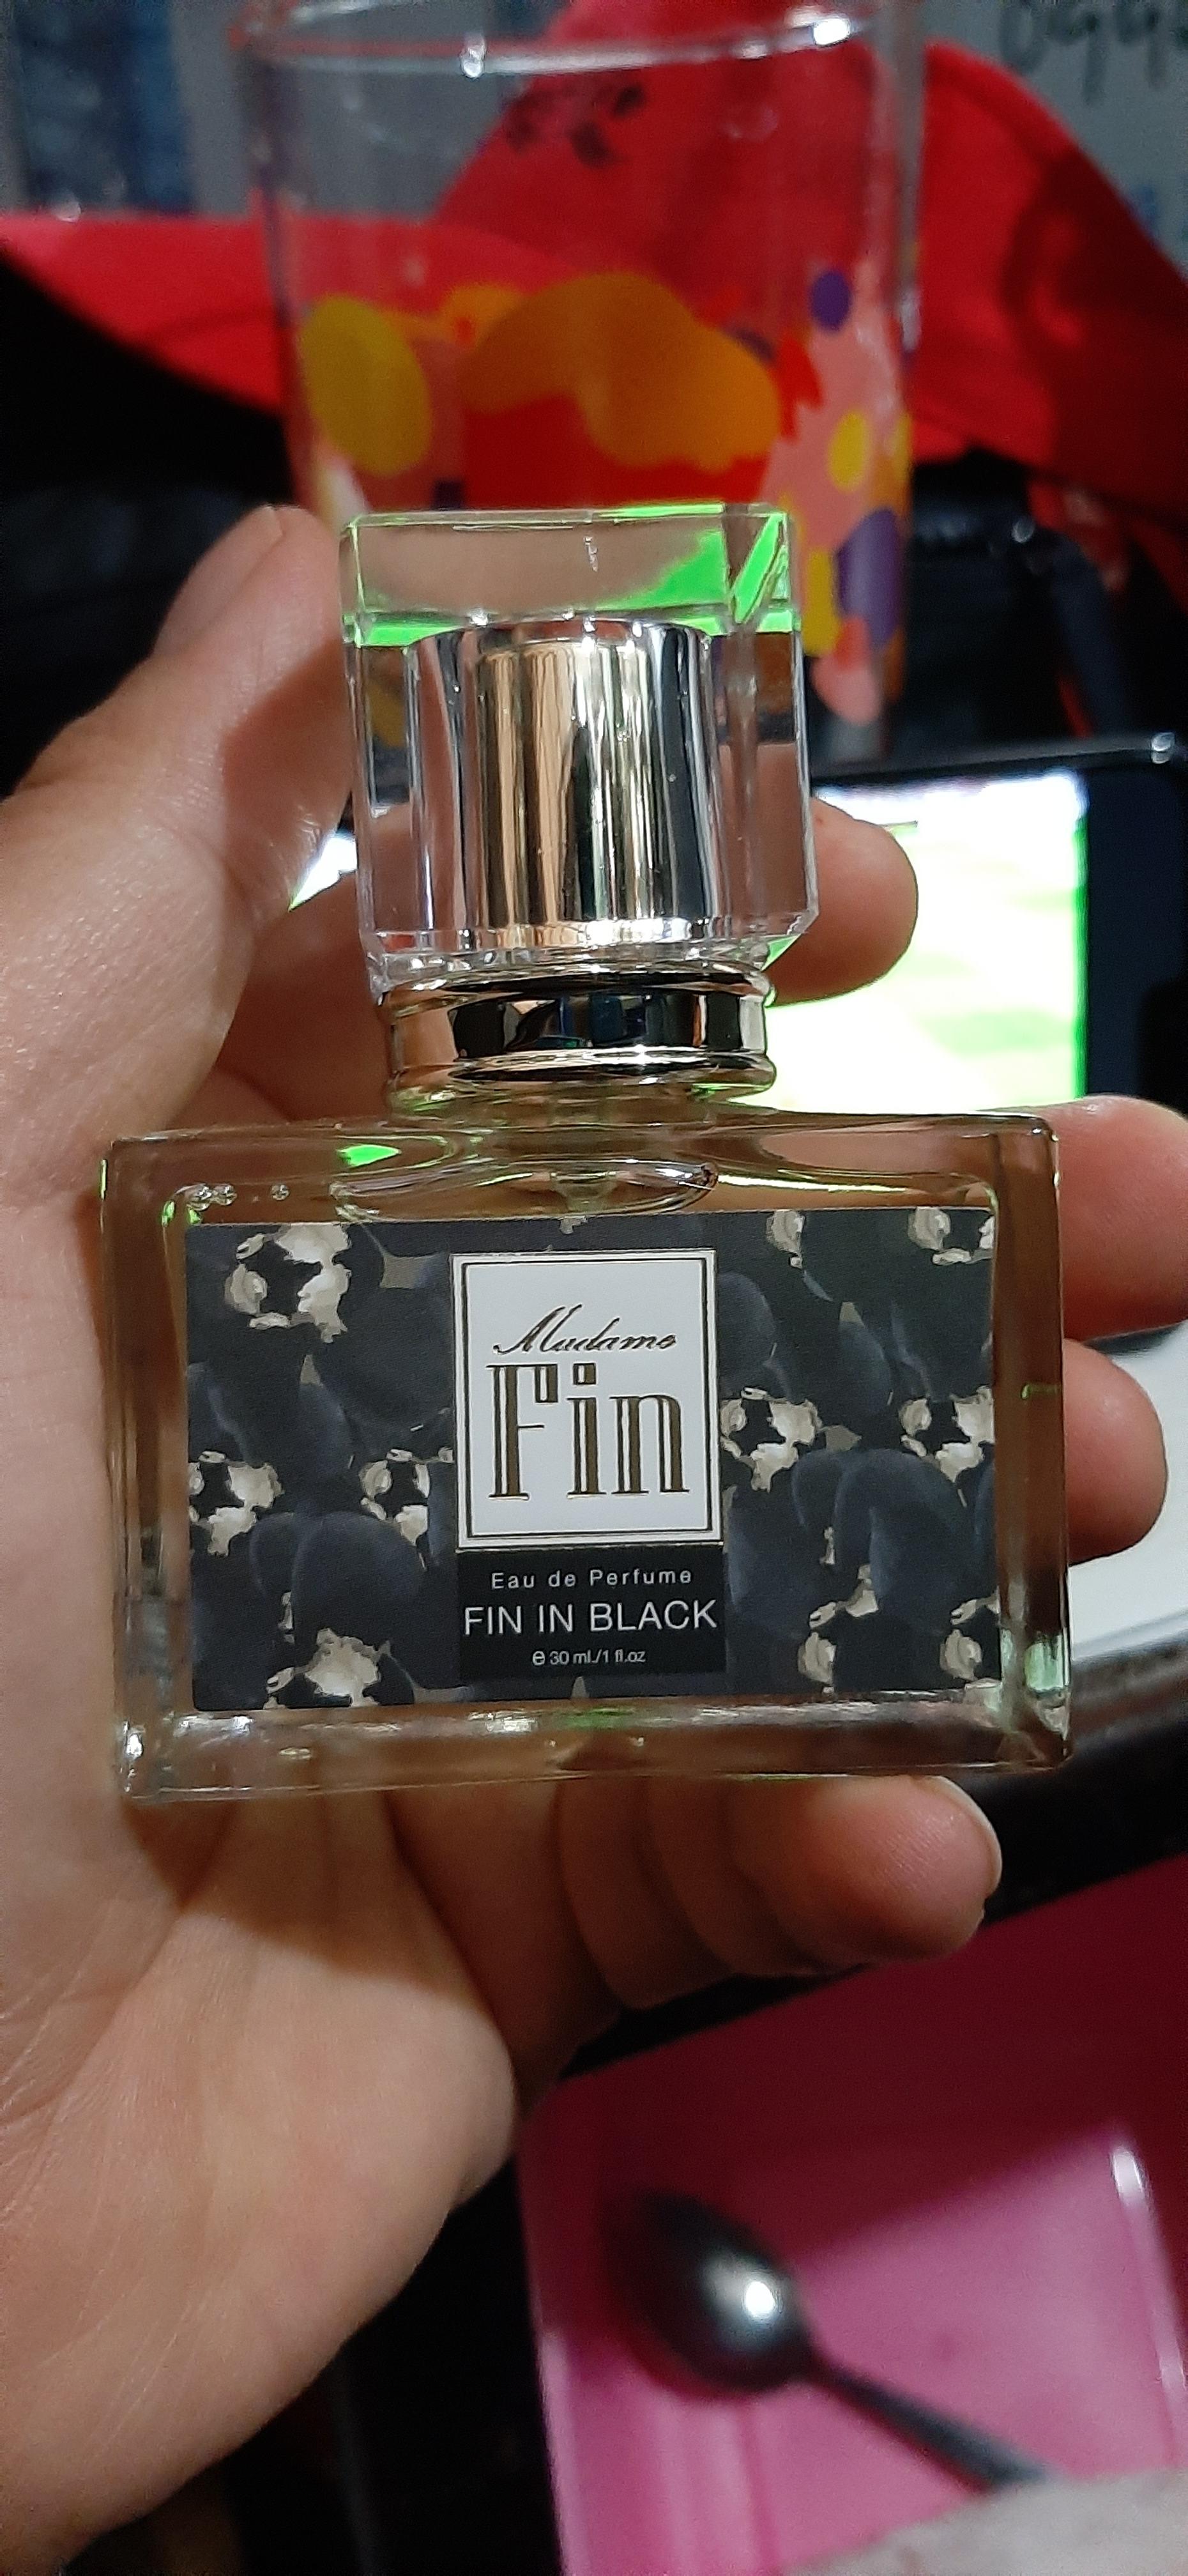 Madame
Fin
Eau de Perfume
FIN IN BLACK
e 30 ml./1 fl.oz